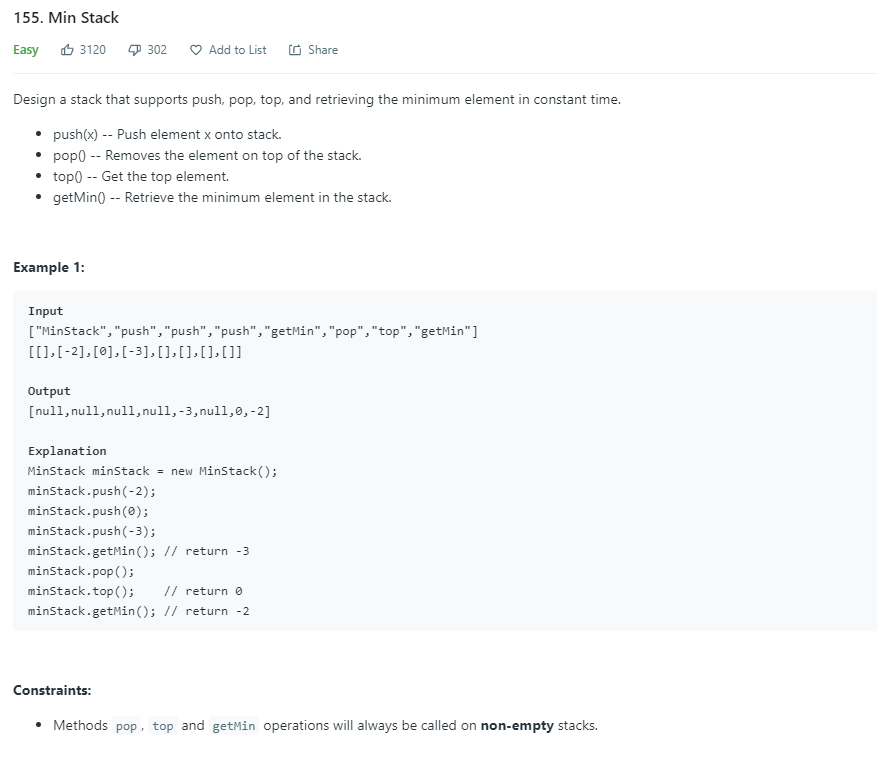 155. Min Stack
Easy 3120 302 Add to List Share
Design a stack that supports push, pop, top, and retrieving the minimum element in constant time.
push(x) -- Push element x onto stack.
pop() -- Removes the element on top of the stack.
top() -- Get the top element.
getMin() -- Retrieve the minimum element in the stack.
Example 1:
Input
["MinStack","push","push","push","getMin","pop","top","getMin"]
[[],[-2],[0],[-3],[],[],[],[]]
Output
[null,null,null,null,-3,null,0,-2]
Explanation
MinStack minStack = new MinStack();
minStack.push(-2);
minStack.push(0);
minStack.push(-3);
minStack.getMin(); // return -3
minStack.pop();
minStack.top();    // return 0
minStack.getMin(); // return -2
Constraints:
Methods pop, top and getMin operations will always be called on non-empty stacks.